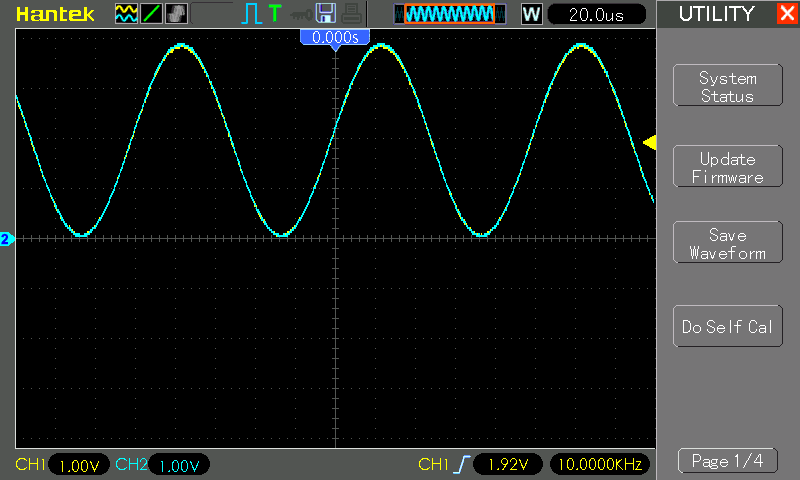 Hantek
T
W
20.0us
UTILITY
X
0.000s
System
Status
Update
Firmware
2
Save
Waveform
Do Self Cal
CH1 1.00V CH2 1.00V CH1 1.92V 10.0000KHz
Page 1/4